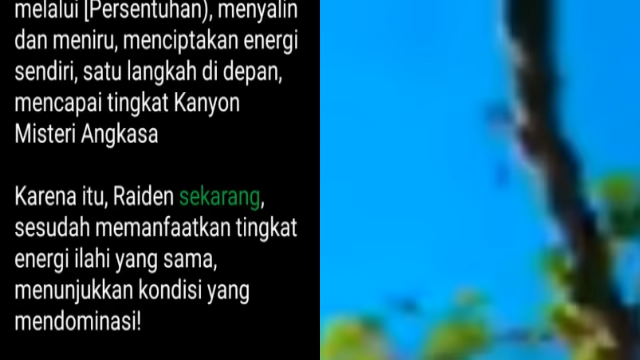 melalui [Persentuhan), menyalin
dan meniru, menciptakan energi
sendiri, satu langkah di depan,
mencapai tingkat Kanyon
Misteri Angkasa
Karena itu, Raiden sekarang,
sesudah memanfaatkan tingkat
energi ilahi yang sama,
menunjukkan kondisi yang
mendominasi!